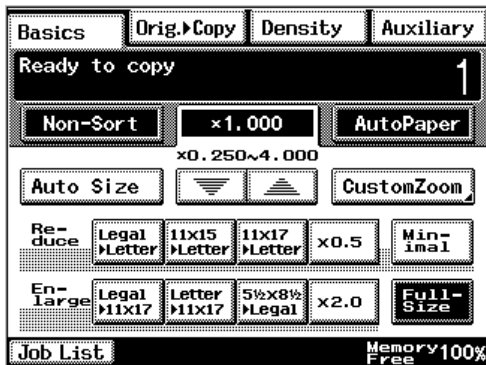 Basics Orig.▸Copy Density Auxiliary
Ready to copy 1
Non-Sort ×1.000 AutoPaper
×0.250~4.000
Auto Size CustomZoom
Re-
duce
Legal
▸Letter
11x15
▸Letter
11x17
▸Letter
×0.5
Min-
imal
En-
large
Legal
▸11x17
Letter
▸11x17
5½x8½
▸Legal
×2.0
Full-
Size
Job List
Memory
Free 100%